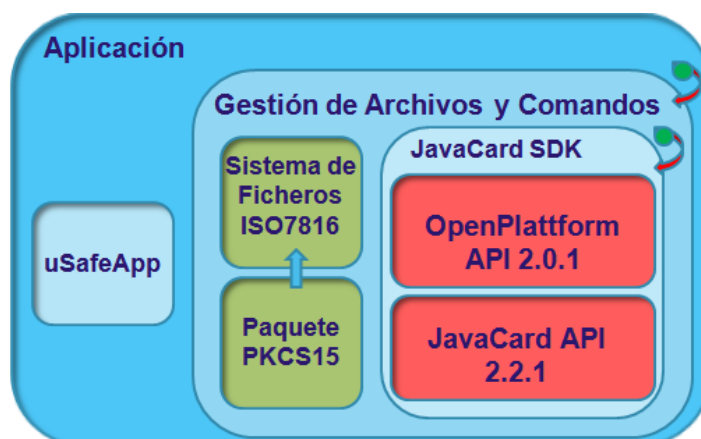 Aplicación
Gestión de Archivos y Comandos
Sistema de
Ficheros
ISO7816
JavaCard SDK
OpenPlattform
API 2.0.1
uSafeApp
Paquete
PKCS15
JavaCard API
2.2.1